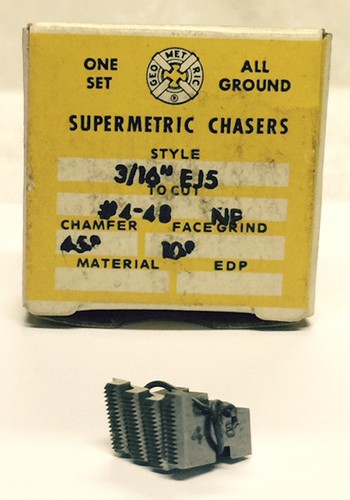 ONE SET
GEO MET RIC
ALL GROUND
SUPERMETRIC CHASERS
STYLE
3/16" EJ5
TO CUT
#4-48 NF
CHAMFER FACE GRIND
45° 10°
MATERIAL EDP